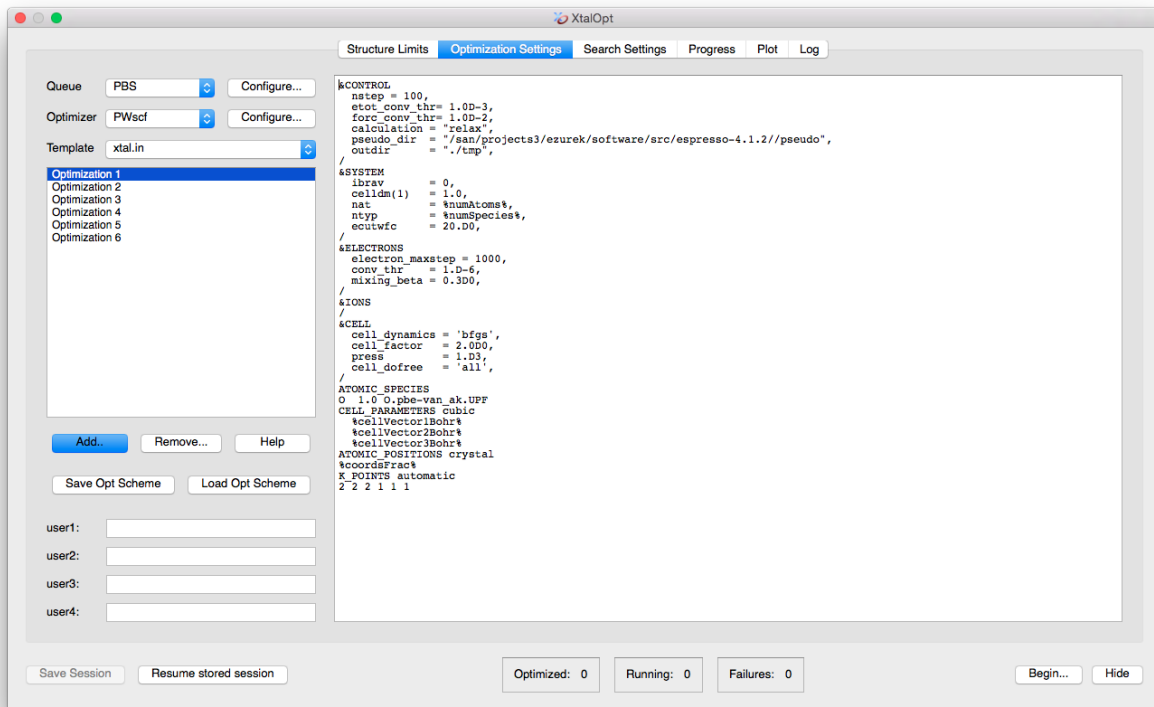 XtalOpt
Structure Limits Optimization Settings Search Settings Progress Plot Log
Queue PBS Configure...
Optimizer PWscf Configure...
Template xtal.in
Optimization 1
Optimization 2
Optimization 3
Optimization 4
Optimization 5
Optimization 6
Add.. Remove... Help
Save Opt Scheme Load Opt Scheme
user1:
user2:
user3:
user4:
&CONTROL
nstep = 100,
etot_conv_thr= 1.0D-3,
forc_conv_thr= 1.0D-2,
calculation = "relax",
pseudo_dir = "/san/projects3/ezurek/software/src/espresso-4.1.2//pseudo",
outdir = "./tmp",
/
&SYSTEM
ibrav = 0,
celldm(1) = 1.0,
nat = %numAtoms%,
ntyp = %numSpecies%,
ecutwfc = 20.D0,
/
&ELECTRONS
electron_maxstep = 1000,
conv_thr = 1.D-6,
mixing_beta = 0.3D0,
/
&IONS
/
&CELL
cell_dynamics = 'bfgs',
cell_factor = 2.0D0,
press = 1.D3,
cell_dofree = 'all',
/
ATOMIC_SPECIES
O 1.0 O.pbe-van_ak.UPF
CELL_PARAMETERS cubic
%cellVector1Bohr%
%cellVector2Bohr%
%cellVector3Bohr%
ATOMIC_POSITIONS crystal
%coordsFrac%
K_POINTS automatic
2 2 2 1 1 1
Save Session Resume stored session Optimized: 0 Running: 0 Failures: 0 Begin... Hide